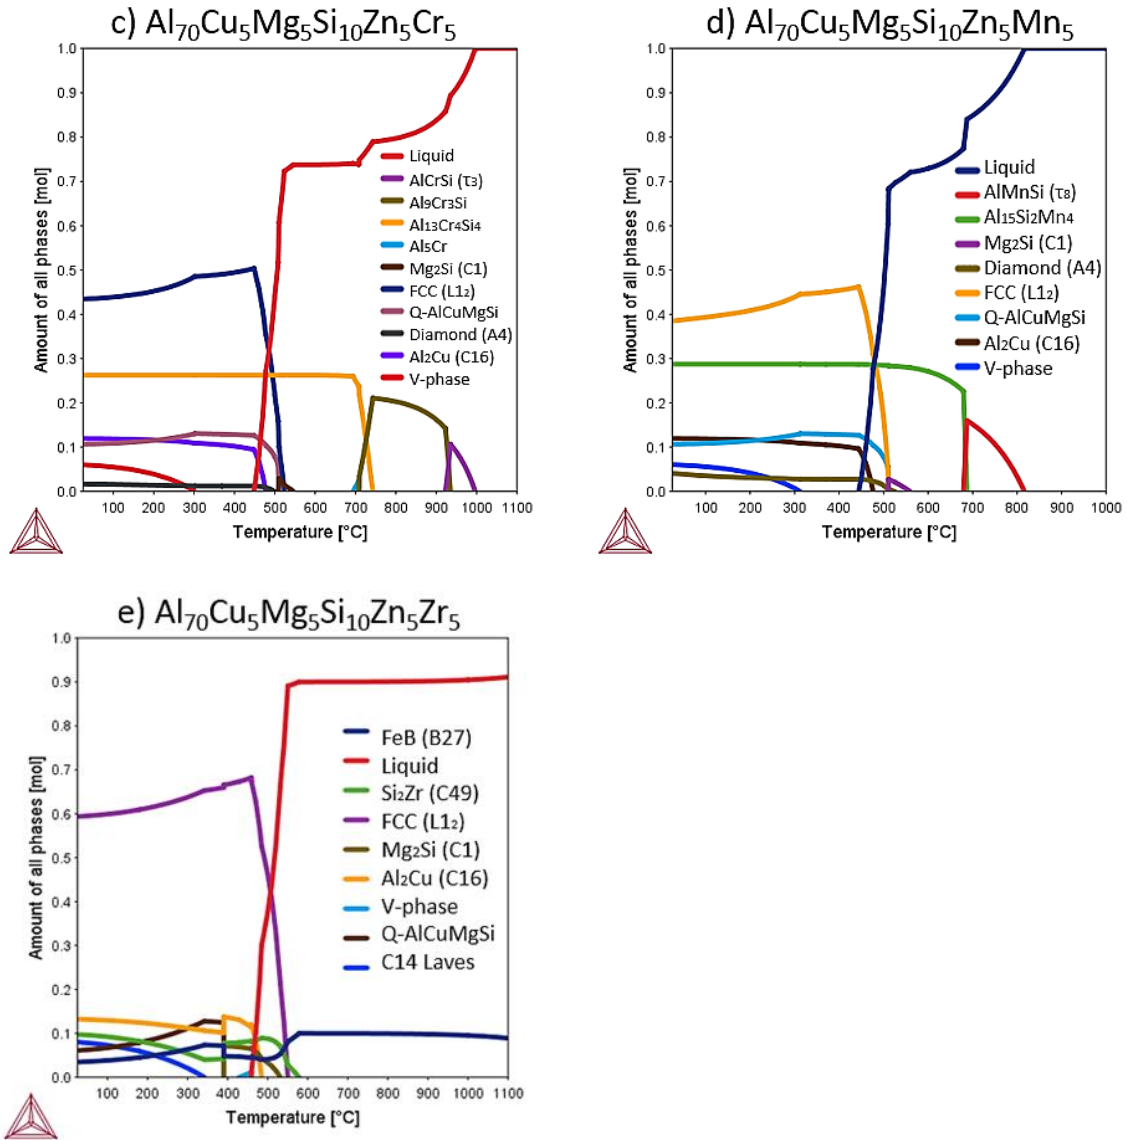 c) Al₇₀Cu₅Mg₅Si₁₀Zn₅Cr₅
1.0
0.9
0.8
0.7
0.6
0.5
0.4
0.3
0.2
0.1
0.0
Amount of all phases [mol]
Liquid
AlCrSi (τ₃)
Al₉Cr₃Si
Al₁₃Cr₄Si₄
Al₅Cr
Mg₂Si (C1)
FCC (L1₂)
Q-AlCuMgSi
Diamond (A4)
Al₂Cu (C16)
V-phase
100 200 300 400 500 600 700 800 900 1000 1100
Temperature [°C]
d) Al₇₀Cu₅Mg₅Si₁₀Zn₅Mn₅
1.0
0.9
0.8
0.7
0.6
0.5
0.4
0.3
0.2
0.1
0.0
Amount of all phases [mol]
Liquid
AlMnSi (τ₈)
Al₁₅Si₂Mn₄
Mg₂Si (C1)
Diamond (A4)
FCC (L1₂)
Q-AlCuMgSi
Al₂Cu (C16)
V-phase
100 200 300 400 500 600 700 800 900 1000
Temperature [°C]
e) Al₇₀Cu₅Mg₅Si₁₀Zn₅Zr₅
1.0
0.9
0.8
0.7
0.6
0.5
0.4
0.3
0.2
0.1
0.0
Amount of all phases [mol]
FeB (B27)
Liquid
Si₂Zr (C49)
FCC (L1₂)
Mg₂Si (C1)
Al₂Cu (C16)
V-phase
Q-AlCuMgSi
C14 Laves
100 200 300 400 500 600 700 800 900 1000 1100
Temperature [°C]